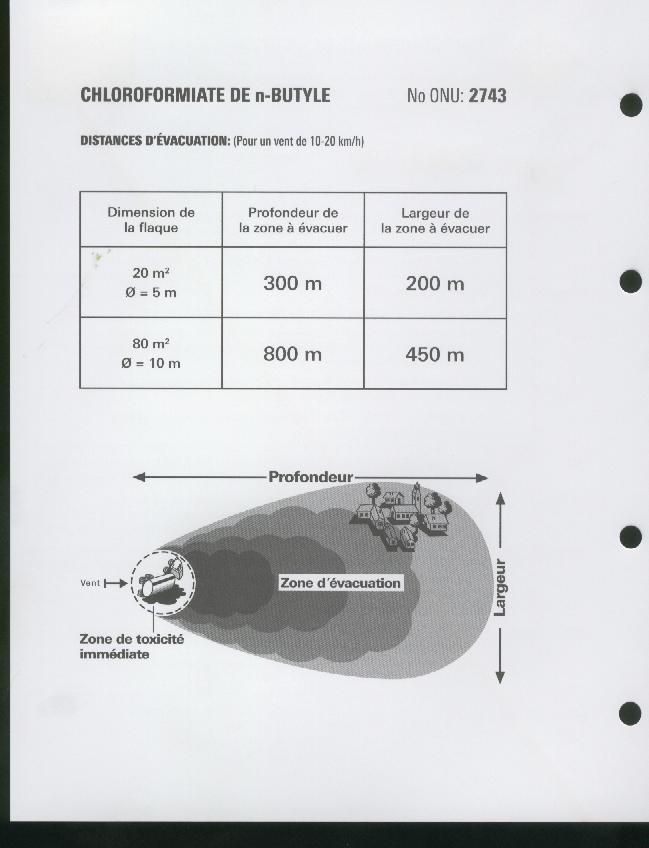 CHLOROFORMIATE DE n-BUTYLE No ONU: 2743
DISTANCES D'ÉVACUATION: (Pour un vent de 10-20 km/h)
Dimension de
la flaque
Profondeur de
la zone à évacuer
Largeur de
la zone à évacuer
20 m²
Ø = 5 m
300 m
200 m
80 m²
Ø = 10 m
800 m
450 m
Profondeur
Vent
Zone d'évacuation
Largeur
Zone de toxicité
immédiate